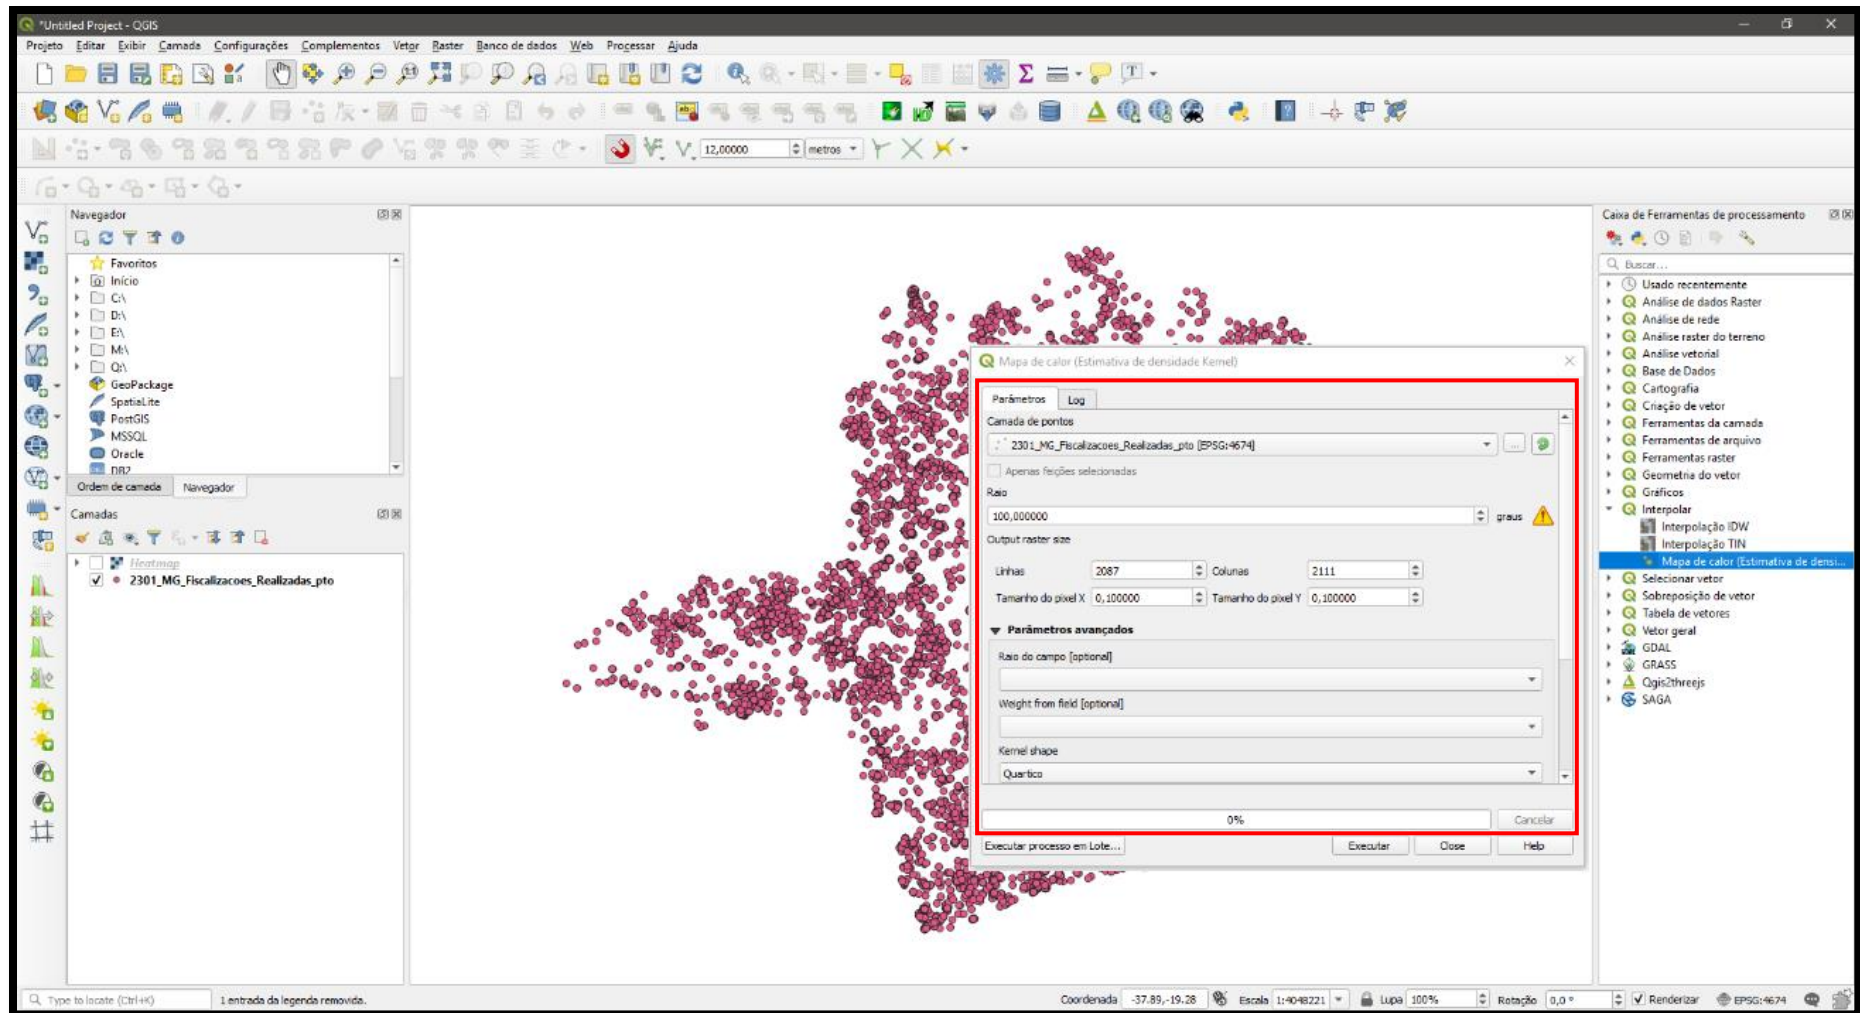 *Untitled Project - QGIS
Projeto Editar Exibir Camada Configurações Complementos Vetor Raster Banco de dados Web Processar Ajuda
12,00000 metros
Navegador
Favoritos
Início
C:\
D:\
E:\
M:\
Q:\
GeoPackage
SpatiaLite
PostGIS
MSSQL
Oracle
DB2
Ordem de camada Navegador
Camadas
Heatmap
2301_MG_Fiscalizacoes_Realizadas_pto
Mapa de calor (Estimativa de densidade Kernel)
Parâmetros Log
Camada de pontos
2301_MG_Fiscalizacoes_Realizadas_pto [EPSG:4674]
...
Apenas feições selecionadas
Raio
100,000000 graus
Output raster size
Linhas 2087 Colunas 2111
Tamanho do pixel X 0,100000 Tamanho do pixel Y 0,100000
Parâmetros avançados
Raio do campo [optional]
Weight from field [optional]
Kernel shape
Quartico
0% Cancelar
Executar processo em Lote... Executar Close Help
Caixa de Ferramentas de processamento
Buscar...
Usado recentemente
Análise de dados Raster
Análise de rede
Análise raster do terreno
Análise vetorial
Base de Dados
Cartografia
Criação de vetor
Ferramentas da camada
Ferramentas de arquivo
Ferramentas raster
Geometria do vetor
Gráficos
Interpolar
Interpolação IDW
Interpolação TIN
Mapa de calor (Estimativa de densi...
Selecionar vetor
Sobreposição de vetor
Tabela de vetores
Vetor geral
GDAL
GRASS
Qgis2threejs
SAGA
Type to locate (Ctrl+K) 1 entrada da legenda removida. Coordenada -37.89,-19.28 Escala 1:4048221 Lupa 100% Rotação 0,0 ° Renderizar EPSG:4674